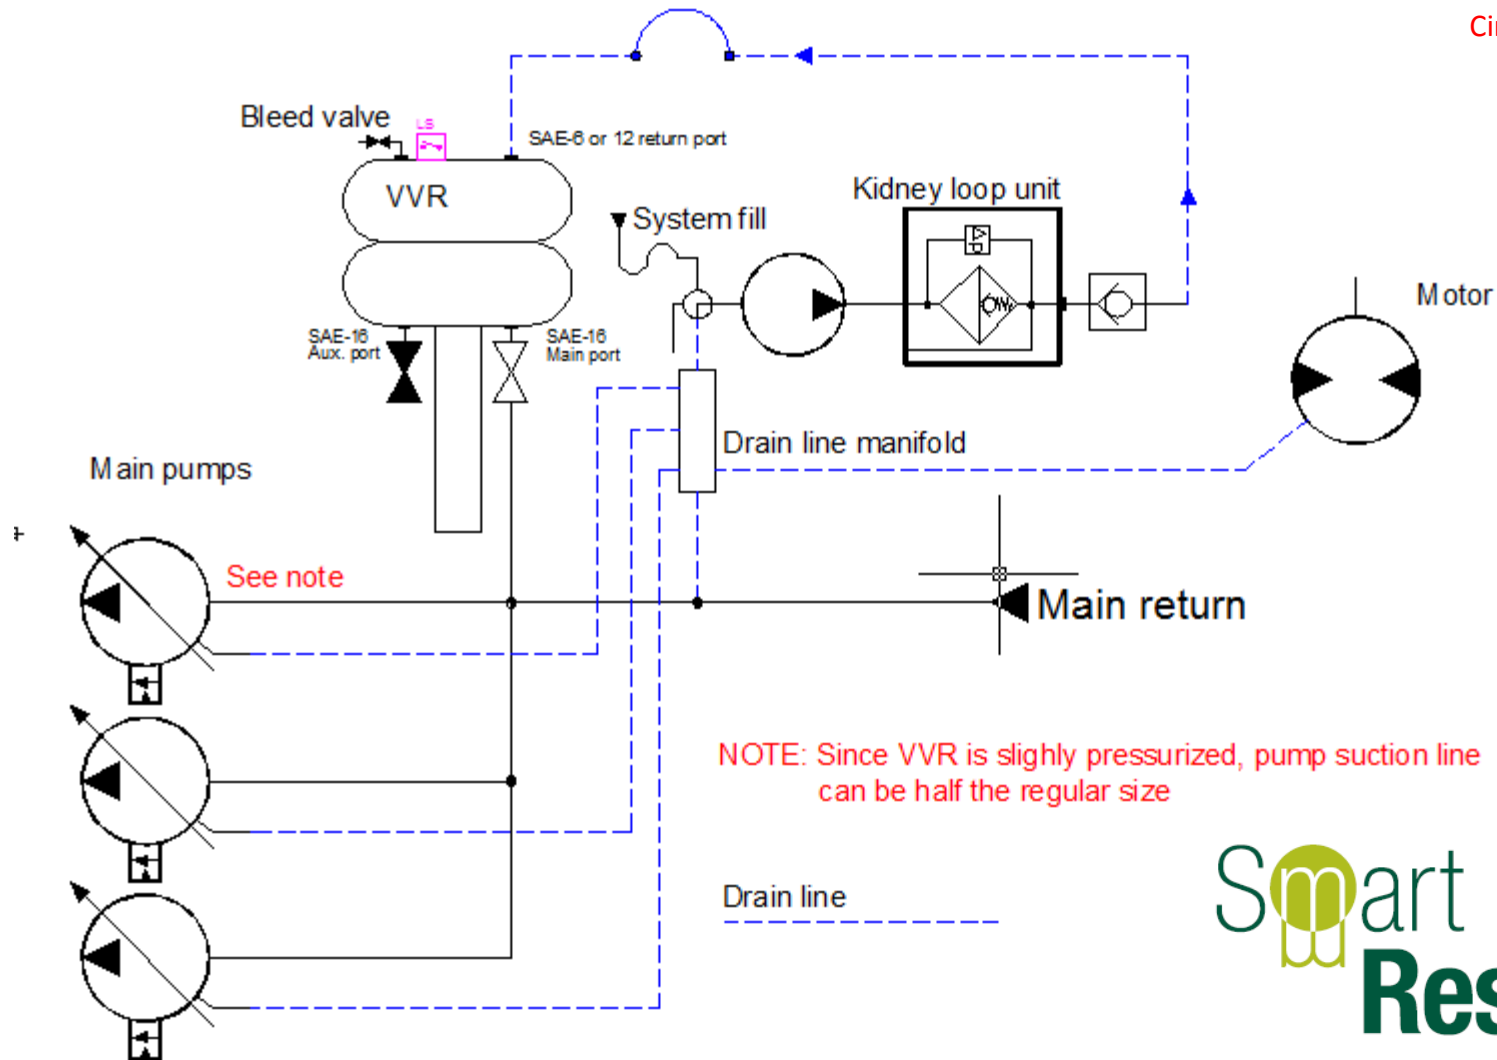 Bleed valve
LS
SAE-6 or 12 return port
VVR
System fill
Kidney loop unit
Motor
SAE-16
Aux. port
SAE-16
Main port
Drain line manifold
Main pumps
See note
Main return
NOTE: Since VVR is slighly pressurized, pump suction line
can be half the regular size
Drain line
Smart